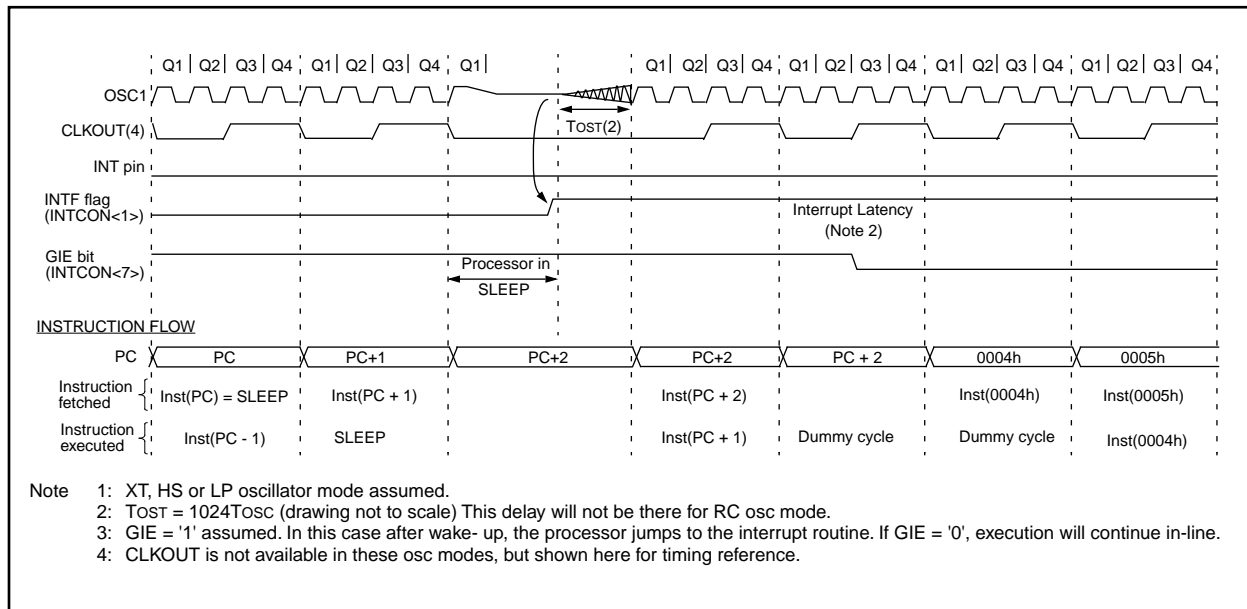 Q1 Q2 Q3 Q4 Q1 Q2 Q3 Q4 Q1 Q1 Q2 Q3 Q4 Q1 Q2 Q3 Q4 Q1 Q2 Q3 Q4 Q1 Q2 Q3 Q4
OSC1
TOST(2)
CLKOUT(4)
INT pin
INTF flag
(INTCON<1>)
Interrupt Latency
(Note 2)
GIE bit
(INTCON<7>)
Processor in
SLEEP
INSTRUCTION FLOW
PC PC PC+1 PC+2 PC+2 PC + 2 0004h 0005h
Instruction
fetched
Inst(PC) = SLEEP Inst(PC + 1) Inst(PC + 2) Inst(0004h) Inst(0005h)
Instruction
executed
Inst(PC - 1) SLEEP Inst(PC + 1) Dummy cycle Dummy cycle Inst(0004h)
Note 1: XT, HS or LP oscillator mode assumed.
2: TOST = 1024TOSC (drawing not to scale) This delay will not be there for RC osc mode.
3: GIE = '1' assumed. In this case after wake- up, the processor jumps to the interrupt routine. If GIE = '0', execution will continue in-line.
4: CLKOUT is not available in these osc modes, but shown here for timing reference.